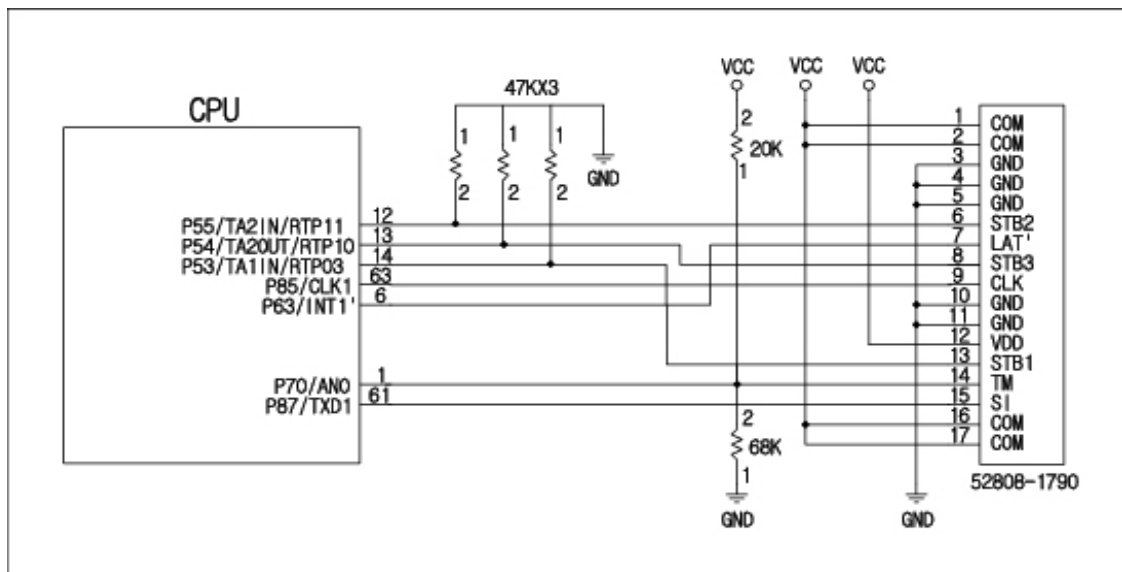 CPU
47KX3
1
1
1
2
2
2
GND
VCC
VCC
VCC
2
20K
1
P55/TA2IN/RTP11
12
P54/TA2OUT/RTP10
13
P53/TA1IN/RTP03
14
P85/CLK1
63
P63/INT1'
6
P70/AN0
1
P87/TXD1
61
2
68K
1
GND
GND
1 COM
2 COM
3 GND
4 GND
5 GND
6 STB2
7 LAT'
8 STB3
9 CLK
10 GND
11 GND
12 VDD
13 STB1
14 TM
15 SI
16 COM
17 COM
52808-1790